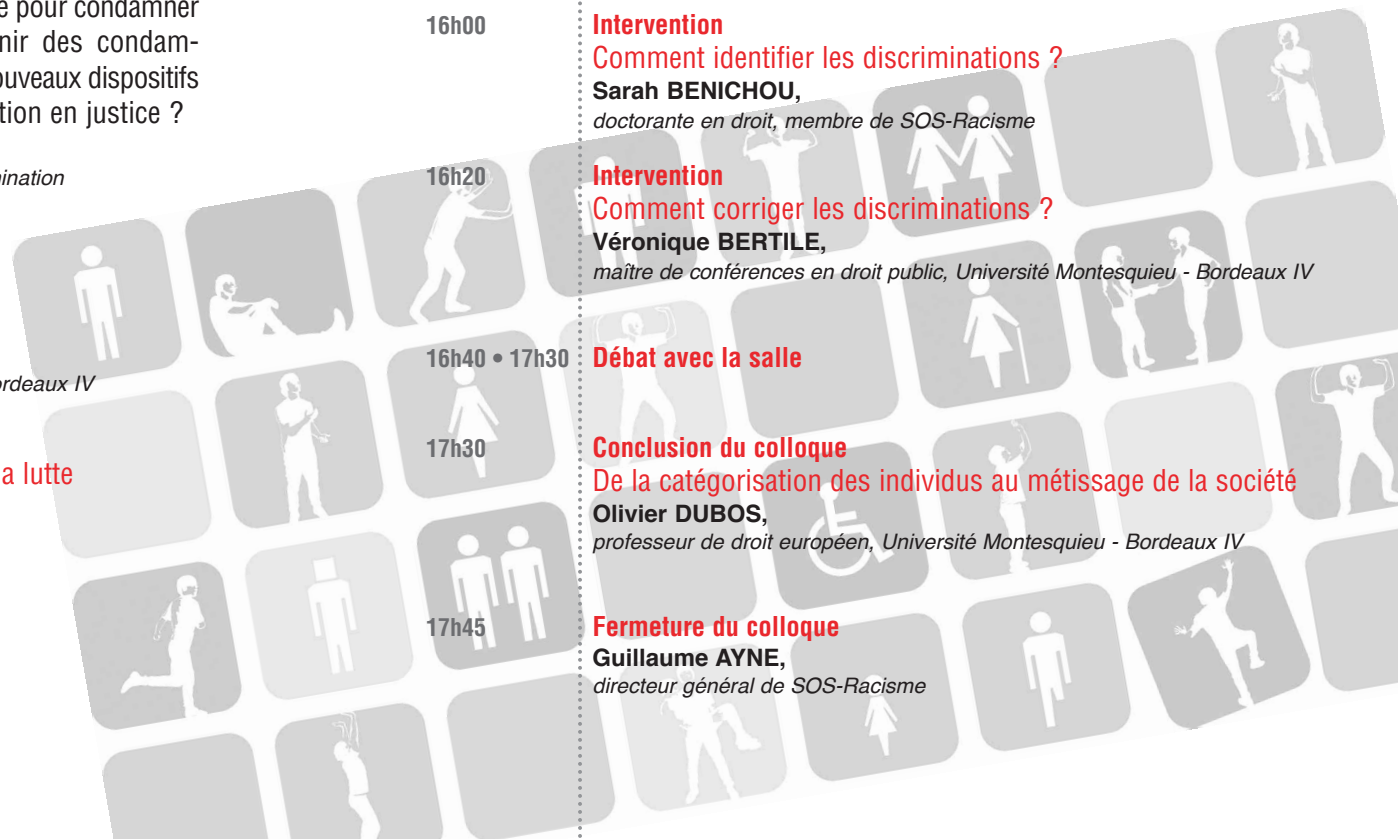 e pour condamner
nir des condam-
ouveaux dispositifs
tion en justice ?
nination
ordeaux IV
a lutte
16h00
Intervention
Comment identifier les discriminations ?
Sarah BENICHOU,
doctorante en droit, membre de SOS-Racisme
16h20
Intervention
Comment corriger les discriminations ?
Véronique BERTILE,
maître de conférences en droit public, Université Montesquieu - Bordeaux IV
16h40 • 17h30
Débat avec la salle
17h30
Conclusion du colloque
De la catégorisation des individus au métissage de la société
Olivier DUBOS,
professeur de droit européen, Université Montesquieu - Bordeaux IV
17h45
Fermeture du colloque
Guillaume AYNE,
directeur général de SOS-Racisme